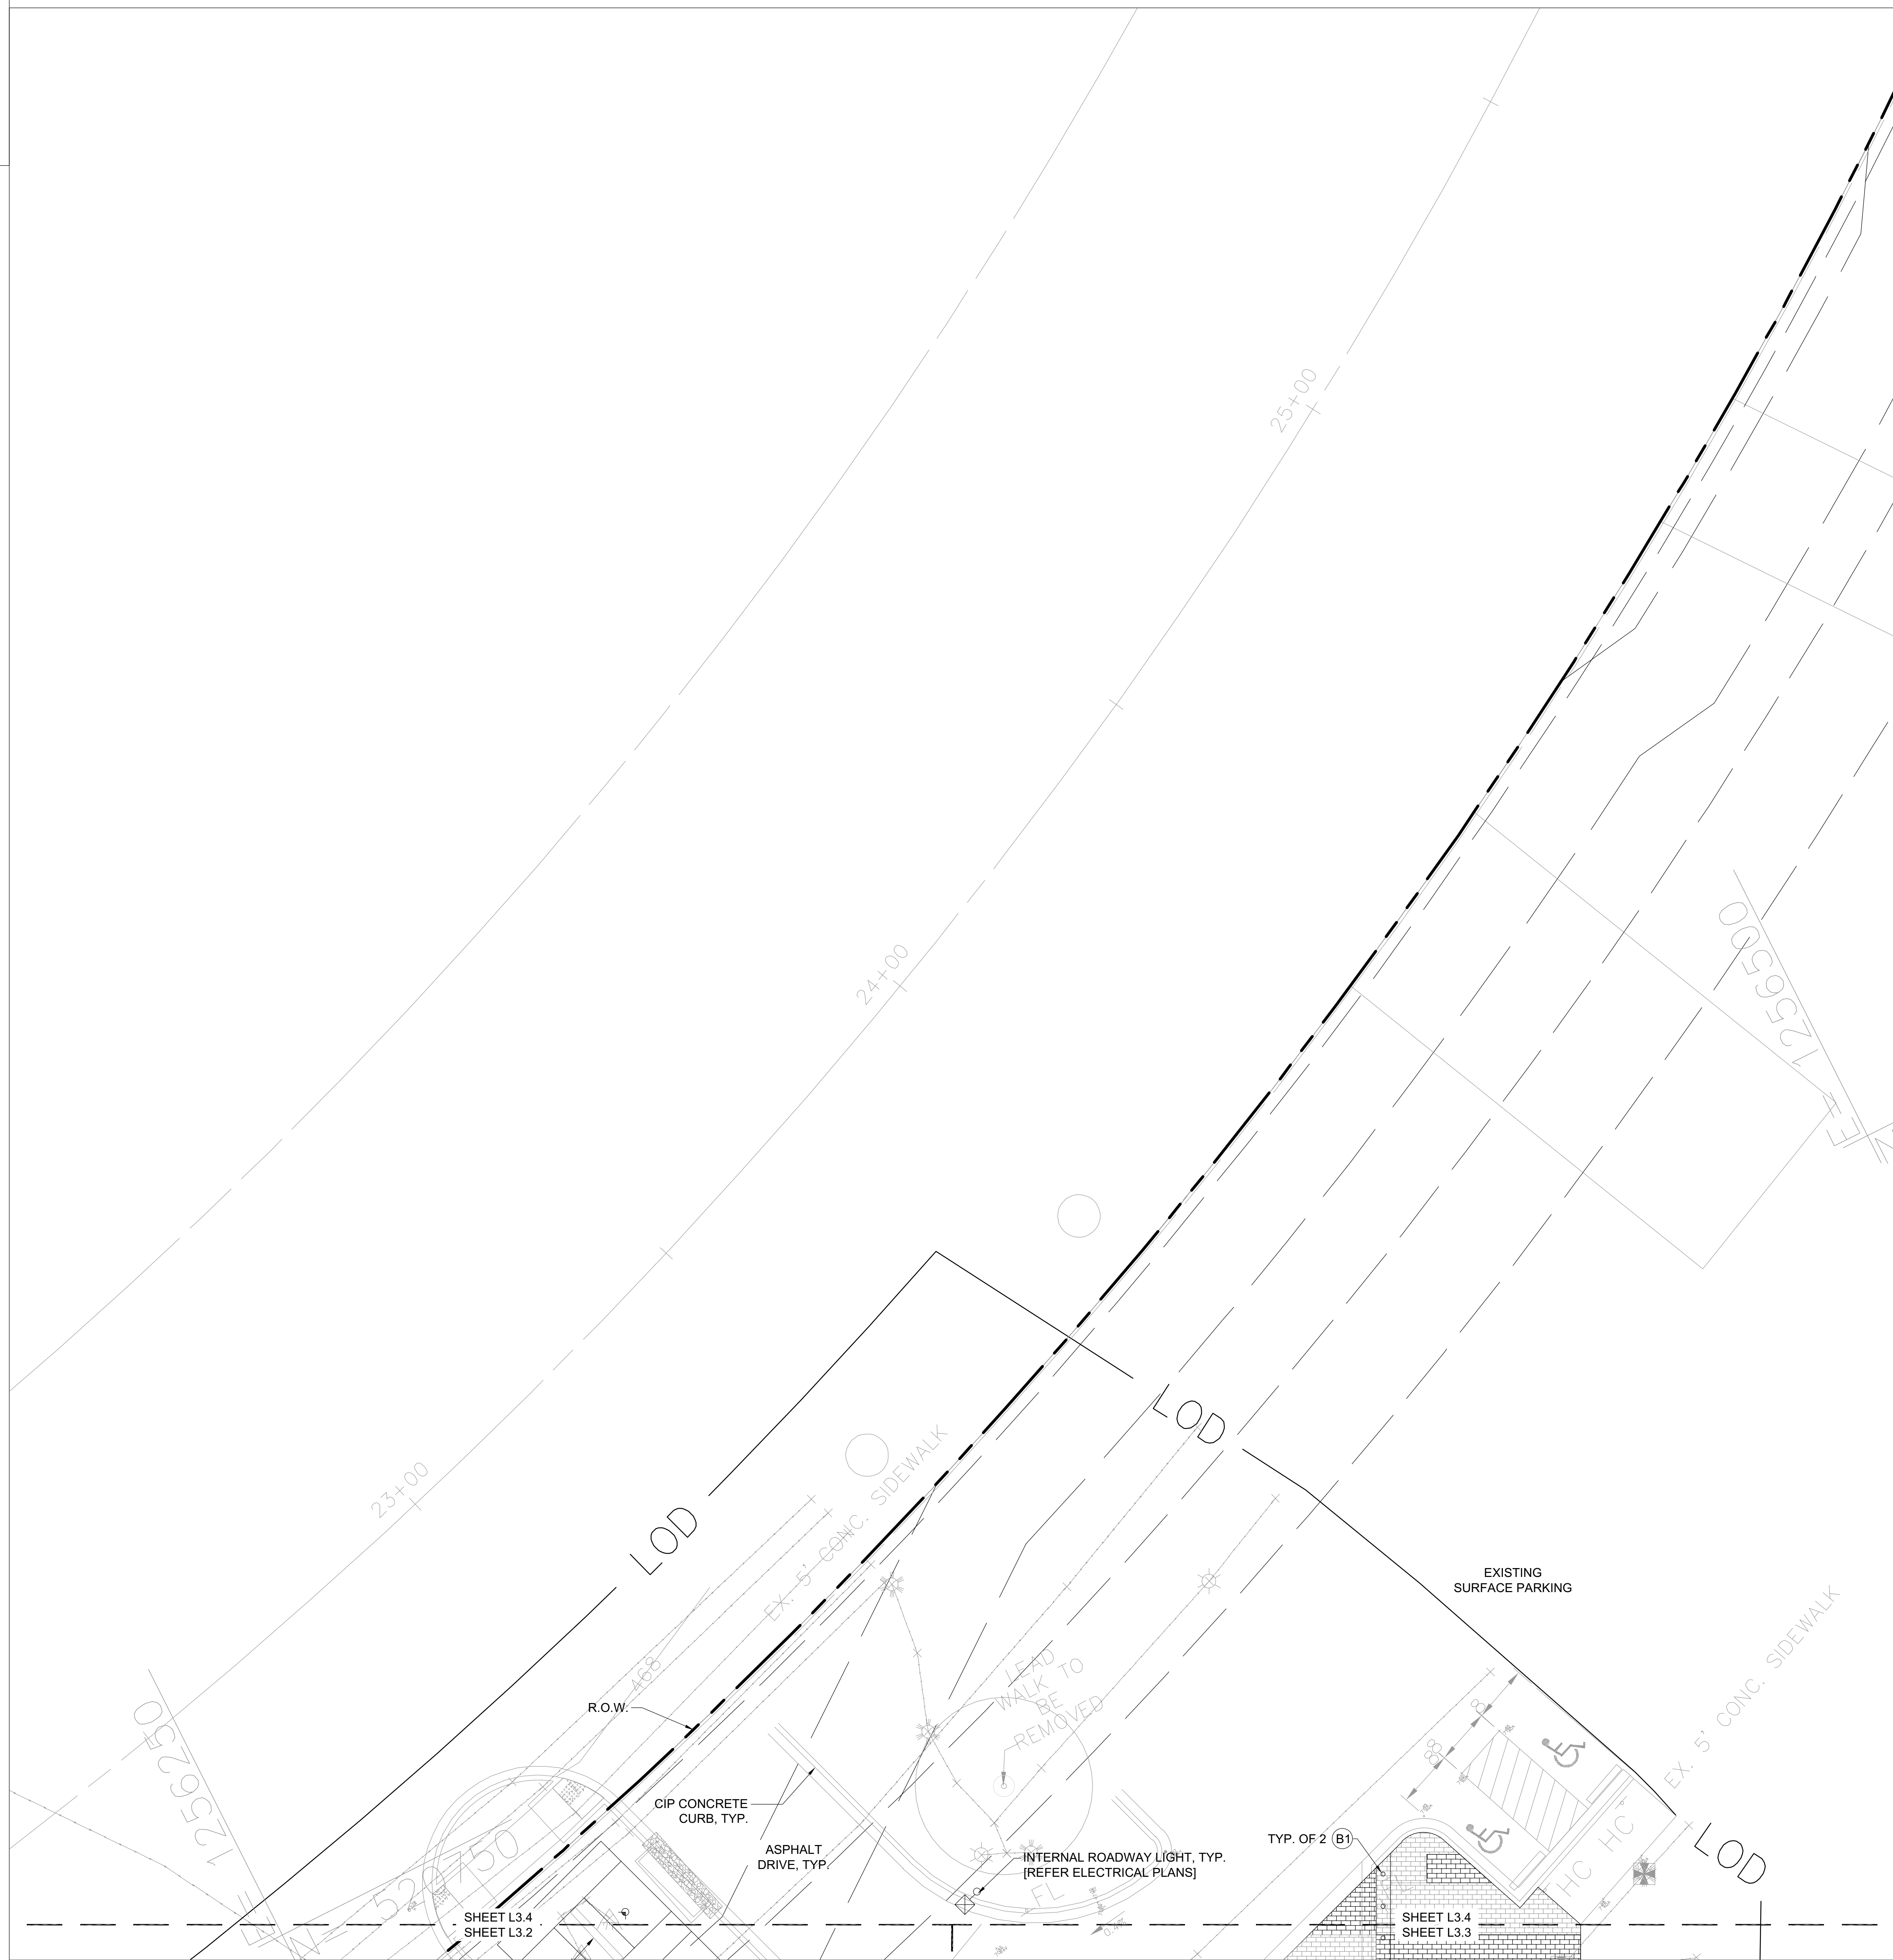 25+00
24+00
E 1256500
LOD
23+00
LOD
EX. 5' CONC. SIDEWALK
EXISTING
SURFACE PARKING
EX. 5' CONC. SIDEWALK
468
LEAD
WALK TO
BE
REMOVED
R.O.W.
8
8
8
E 1256250
N 520750
CIP CONCRETE
CURB, TYP.
ASPHALT
DRIVE, TYP.
TYP. OF 2 B1
INTERNAL ROADWAY LIGHT, TYP.
[REFER ELECTRICAL PLANS]
HC
HC
LOD
FL
SHEET L3.4
SHEET L3.2
SHEET L3.4
SHEET L3.3